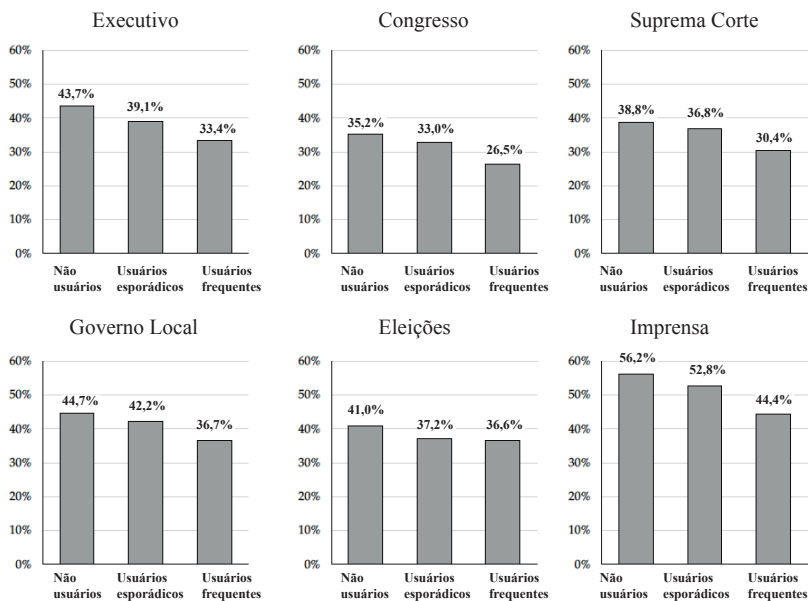 Executivo
60%
50%
40%
30%
20%
10%
0%
43,7%
39,1%
33,4%
Não
usuários
Usuários
esporádicos
Usuários
frequentes
Congresso
60%
50%
40%
30%
20%
10%
0%
35,2%
33,0%
26,5%
Não
usuários
Usuários
esporádicos
Usuários
frequentes
Suprema Corte
60%
50%
40%
30%
20%
10%
0%
38,8%
36,8%
30,4%
Não
usuários
Usuários
esporádicos
Usuários
frequentes
Governo Local
60%
50%
40%
30%
20%
10%
0%
44,7%
42,2%
36,7%
Não
usuários
Usuários
esporádicos
Usuários
frequentes
Eleições
60%
50%
40%
30%
20%
10%
0%
41,0%
37,2%
36,6%
Não
usuários
Usuários
esporádicos
Usuários
frequentes
Imprensa
60%
50%
40%
30%
20%
10%
0%
56,2%
52,8%
44,4%
Não
usuários
Usuários
esporádicos
Usuários
frequentes